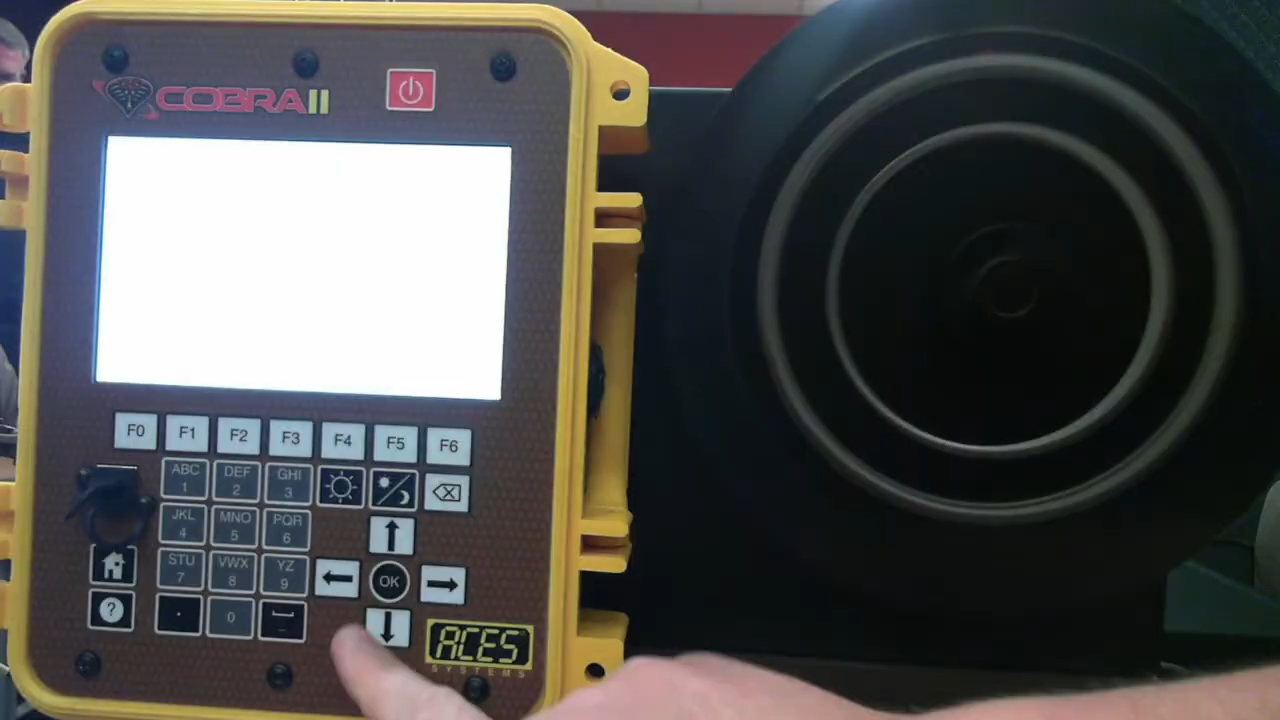 COBRA II
F0 F1 F2 F3 F4 F5 F6
ABC DEF GHI
1 2 3
JKL MNO PQR
4 5 6
OK
STU VWX YZ
7 8 9
? . 0
ACES
SYSTEMS